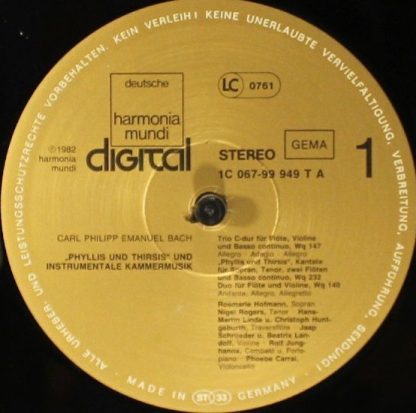 ALLE URHEBER- UND LEISTUNGSSCHUTZRECHTE VORBEHALTEN. KEIN VERLEIH! KEINE UNERLAUBTE VERVIELFÄLTIGUNG, VERBREITUNG, AUFFÜHRUNG, SENDUNG!
deutsche
harmonia
mundi
LC 0761
℗ 1982
harmonia
mundi
digital
STEREO
GEMA
1C 067-99 949 T A
1
CARL PHILIPP EMANUEL BACH
„PHYLLIS UND THIRSIS" UND
INSTRUMENTALE KAMMERMUSIK
Trio C-dur für Flöte, Violine
und Basso continuo, Wq 147
Allegro · Adagio · Allegro
„Phyllis und Thirsis", Kantate
für Sopran, Tenor, zwei Flöten
und Basso continuo, Wq 232
Duo für Flöte und Violine, Wq 140
Andante, Allegro, Allegretto
Rosmarie Hofmann, Sopran
Nigel Rogers, Tenor · Hans-
Martin Linde u. Christoph Hunt-
geburth, Traversflöte · Jaap
Schröder u. Beatrix Lan-
dolf, Violine · Rolf Jung-
hanns, Cembalo u. Forte-
piano · Phoebe Carrai,
Violoncello
MADE IN GERMANY
ST 33